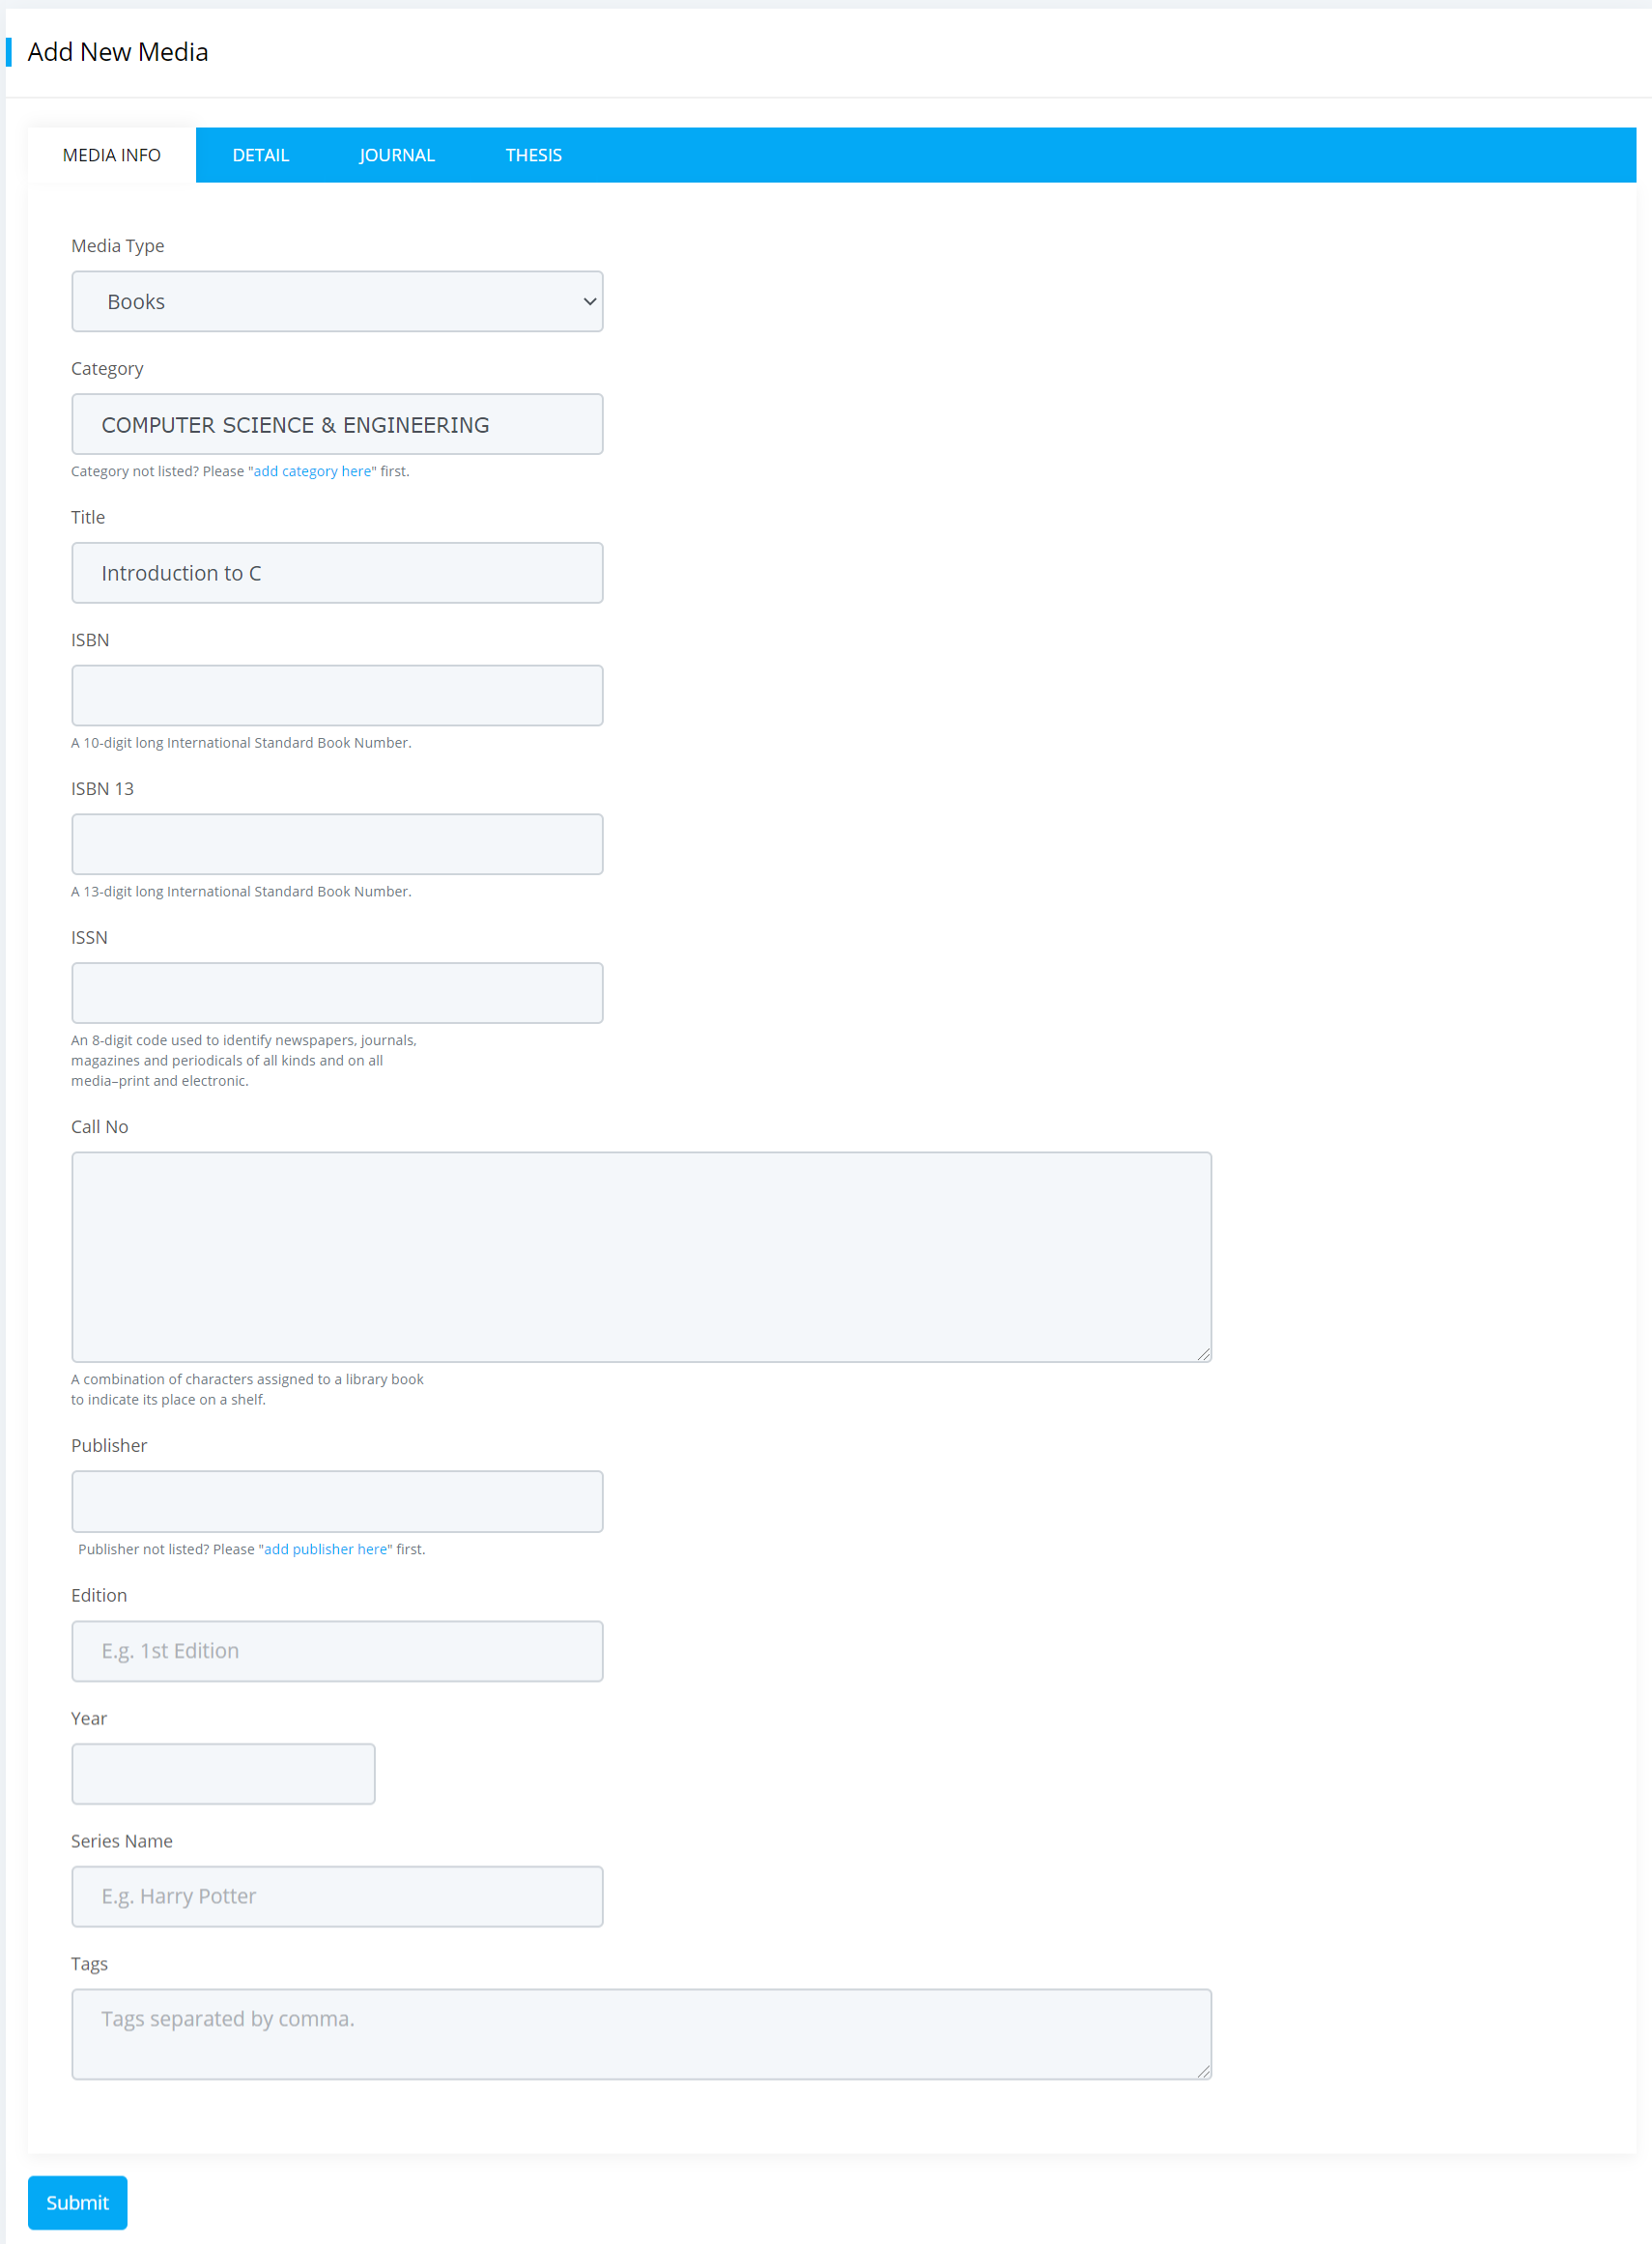 Add New Media
MEDIA INFO DETAIL JOURNAL THESIS
Media Type
Books
Category
COMPUTER SCIENCE & ENGINEERING
Category not listed? Please "add category here" first.
Title
Introduction to C
ISBN
A 10-digit long International Standard Book Number.
ISBN 13
A 13-digit long International Standard Book Number.
ISSN
An 8-digit code used to identify newspapers, journals,
magazines and periodicals of all kinds and on all
media–print and electronic.
Call No
A combination of characters assigned to a library book
to indicate its place on a shelf.
Publisher
Publisher not listed? Please "add publisher here" first.
Edition
E.g. 1st Edition
Year
Series Name
E.g. Harry Potter
Tags
Tags separated by comma.
Submit